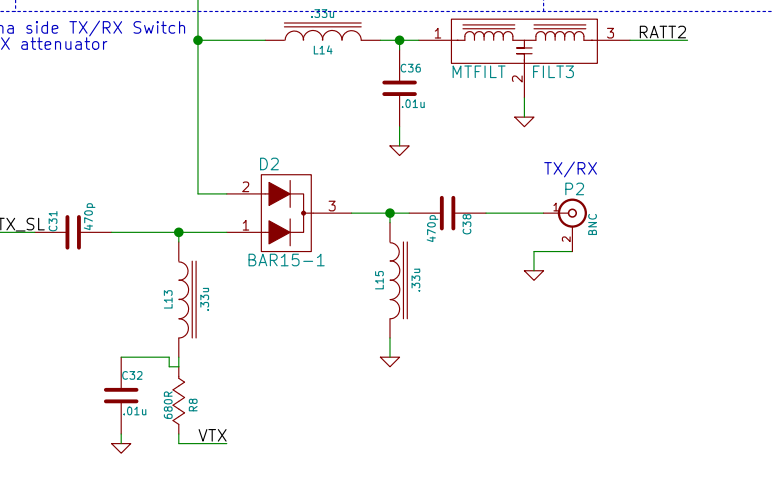 .33u
na side TX/RX Switch
X attenuator
L14
1
3
RATT2
C36
MTFILT
FILT3
2
.01u
D2
TX/RX
P2
2
3
1
TX_SL
C31
470p
1
470p
C38
BNC
2
BAR15-1
L13
.33u
L15
.33u
C32
.01u
680R
R8
VTX